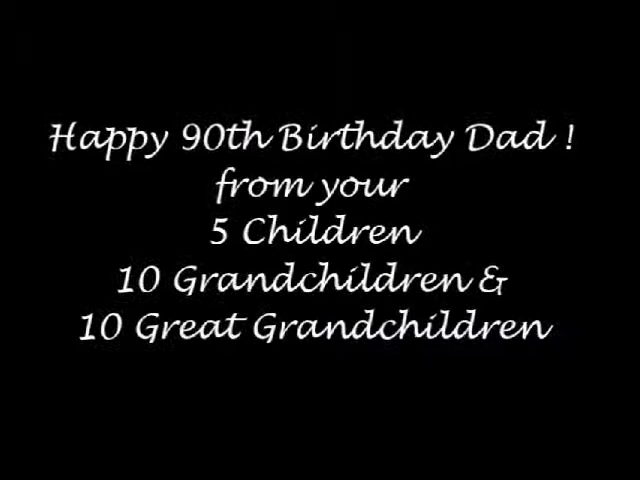 Happy 90th Birthday Dad !
from your
5 Children
10 Grandchildren &
10 Great Grandchildren